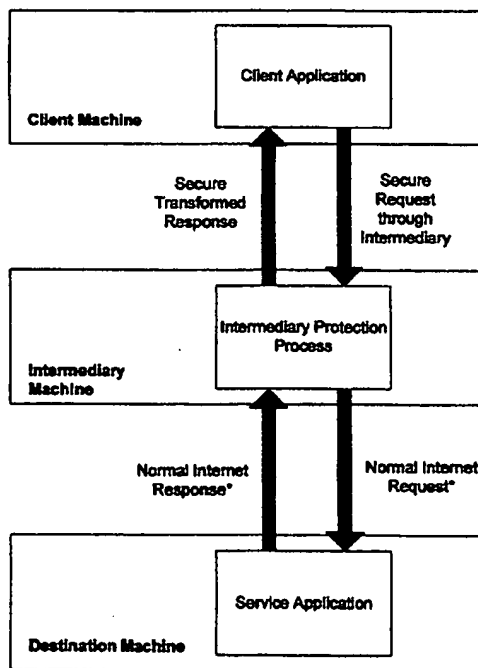 Client Application
Client Machine
Secure
Transformed
Response
Secure
Request
through
Intermediary
Intermediary Protection
Process
Intermediary
Machine
Normal Internet
Response*
Normal Internet
Request*
Service Application
Destination Machine